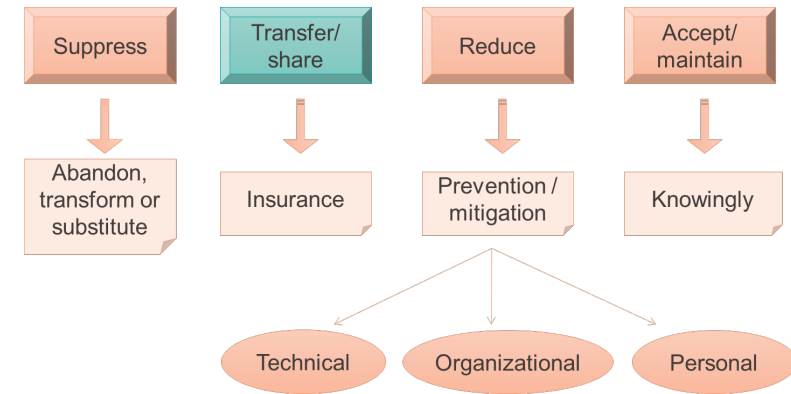 Suppress
Transfer/
share
Reduce
Accept/
maintain
Abandon,
transform or
substitute
Insurance
Prevention /
mitigation
Knowingly
Technical
Organizational
Personal